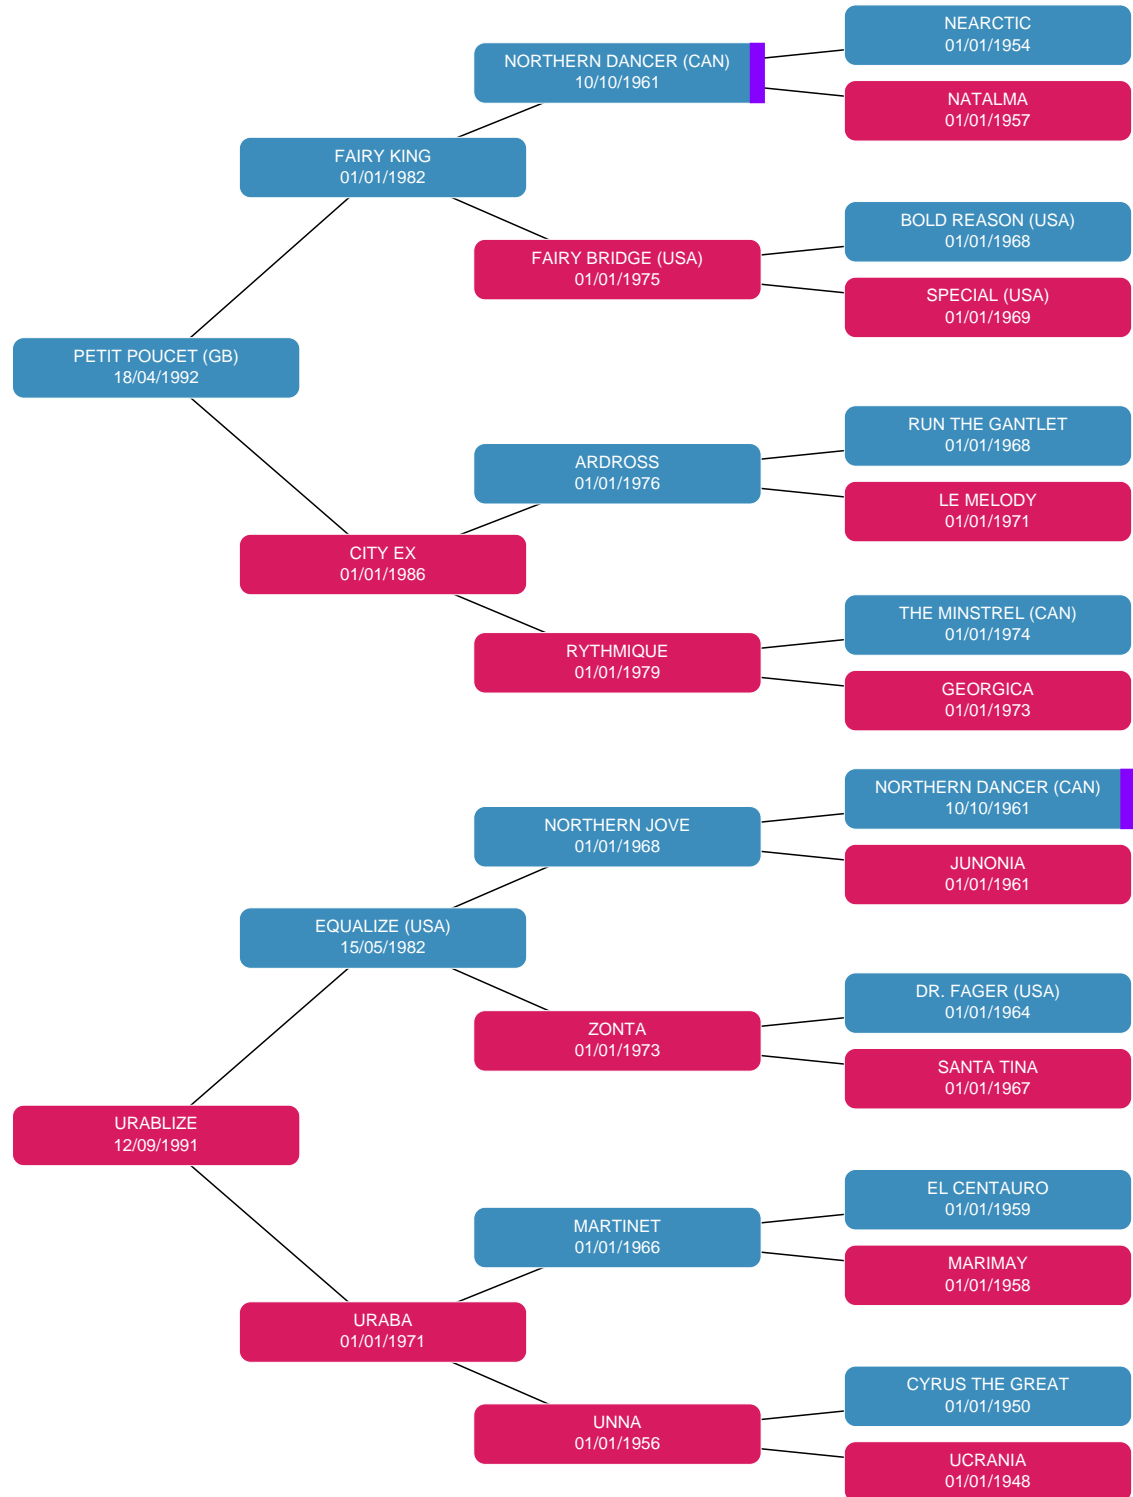 NEARCTIC
01/01/1954
NORTHERN DANCER (CAN)
10/10/1961
NATALMA
01/01/1957
FAIRY KING
01/01/1982
BOLD REASON (USA)
01/01/1968
FAIRY BRIDGE (USA)
01/01/1975
SPECIAL (USA)
01/01/1969
PETIT POUCET (GB)
18/04/1992
RUN THE GANTLET
01/01/1968
ARDROSS
01/01/1976
LE MELODY
01/01/1971
CITY EX
01/01/1986
THE MINSTREL (CAN)
01/01/1974
RYTHMIQUE
01/01/1979
GEORGICA
01/01/1973
NORTHERN DANCER (CAN)
10/10/1961
NORTHERN JOVE
01/01/1968
JUNONIA
01/01/1961
EQUALIZE (USA)
15/05/1982
DR. FAGER (USA)
01/01/1964
ZONTA
01/01/1973
SANTA TINA
01/01/1967
URABLIZE
12/09/1991
EL CENTAURO
01/01/1959
MARTINET
01/01/1966
MARIMAY
01/01/1958
URABA
01/01/1971
CYRUS THE GREAT
01/01/1950
UNNA
01/01/1956
UCRANIA
01/01/1948